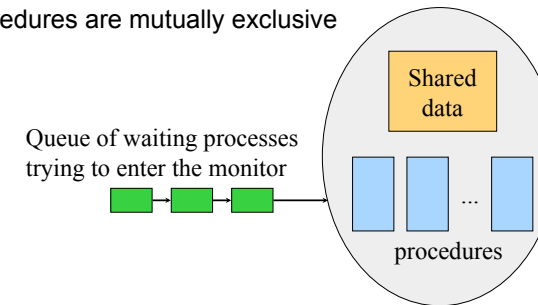 edures are mutually exclusive
Shared
data
Queue of waiting processes
trying to enter the monitor
...
procedures